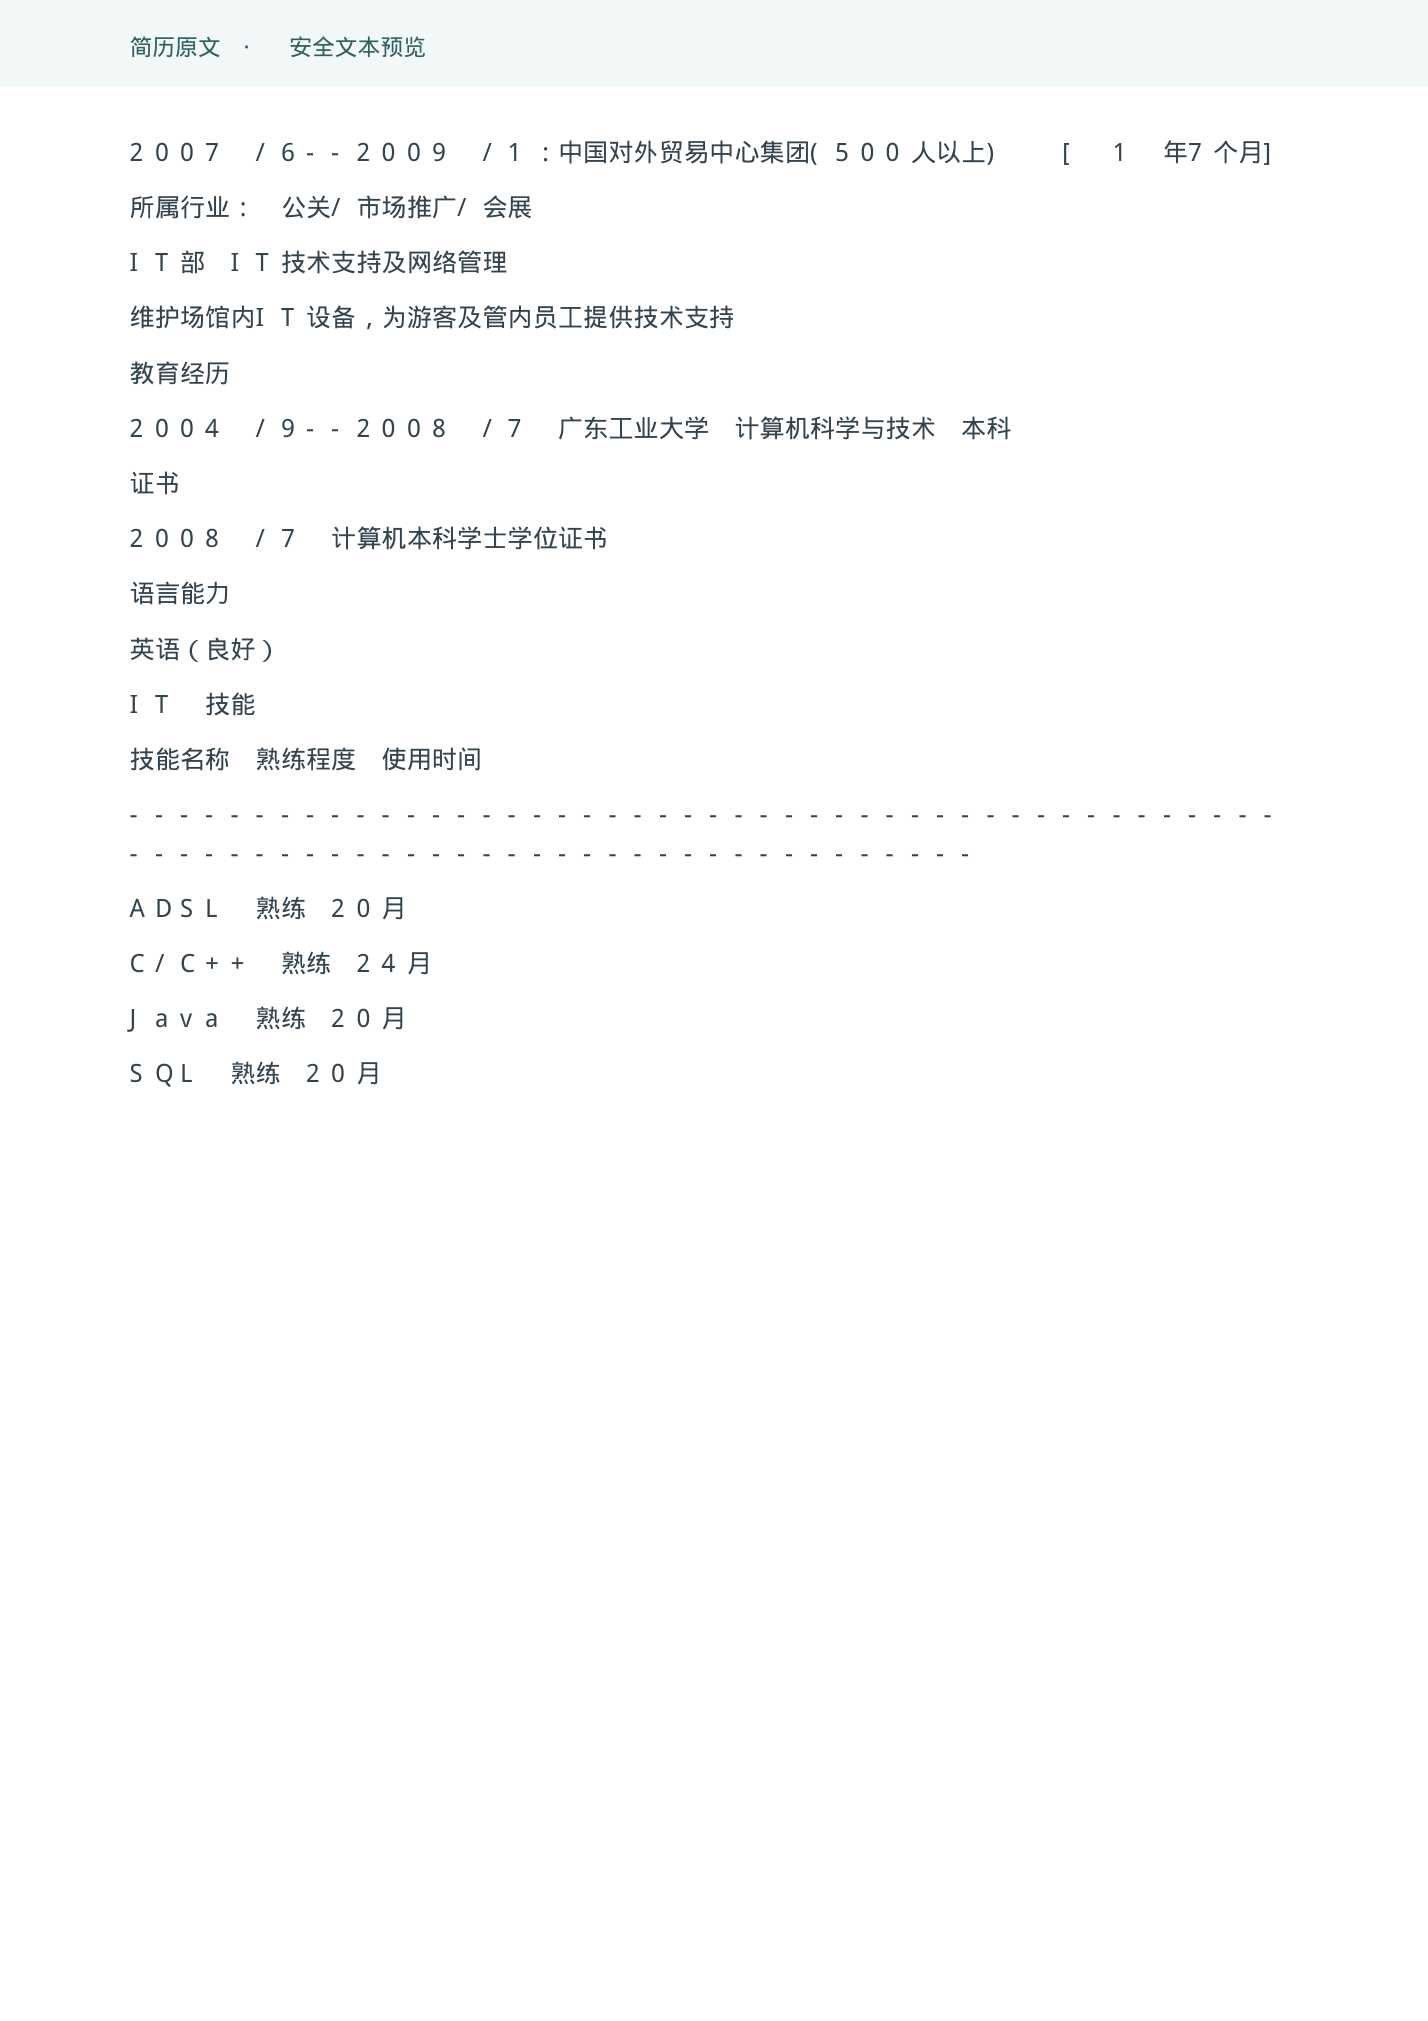 简历原文 · 安全文本预览
2007 /6--2009 /1 :中国对外贸易中心集团(500人以上) [ 1 年7个月]
所属行业： 公关/市场推广/会展
IT部 IT技术支持及网络管理
维护场馆内IT设备，为游客及管内员工提供技术支持
教育经历
2004 /9--2008 /7 广东工业大学 计算机科学与技术 本科
证书
2008 /7 计算机本科学士学位证书
语言能力
英语（良好）
IT 技能
技能名称 熟练程度 使用时间
----------------------------------------------
----------------------------------
ADSL 熟练 20月
C/C++ 熟练 24月
Java 熟练 20月
SQL 熟练 20月